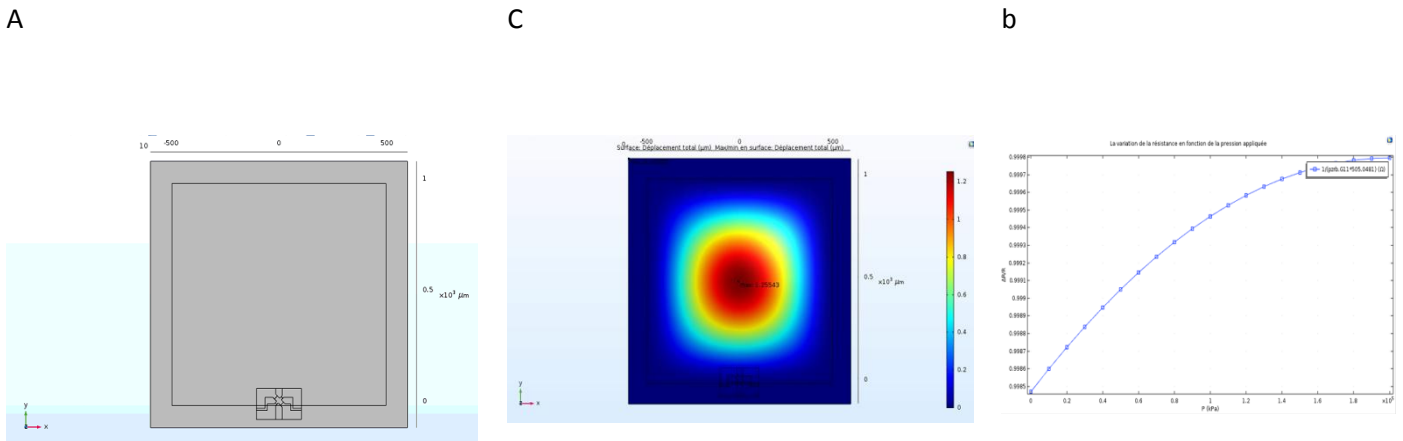 A
C
b
-500 0 500
10
1
0.5
×10³ µm
0
y
x
-500 0 500
Surface: Déplacement total (µm) Max/min en surface: Déplacement total (µm)
1
0.5
×10³ µm
0
1.2
1
0.8
0.6
0.4
0.2
0
y
x
La variation de la résistance en fonction de la pression appliquée
0.9998
0.9996
0.9995
0.9994
0.9993
0.9992
0.9991
0.999
0.9989
0.9988
0.9987
0.9986
0.9985
ΔR/R
0 0.2 0.4 0.6 0.8 1 1.2 1.4 1.6 1.8 ×10⁵
P (kPa)